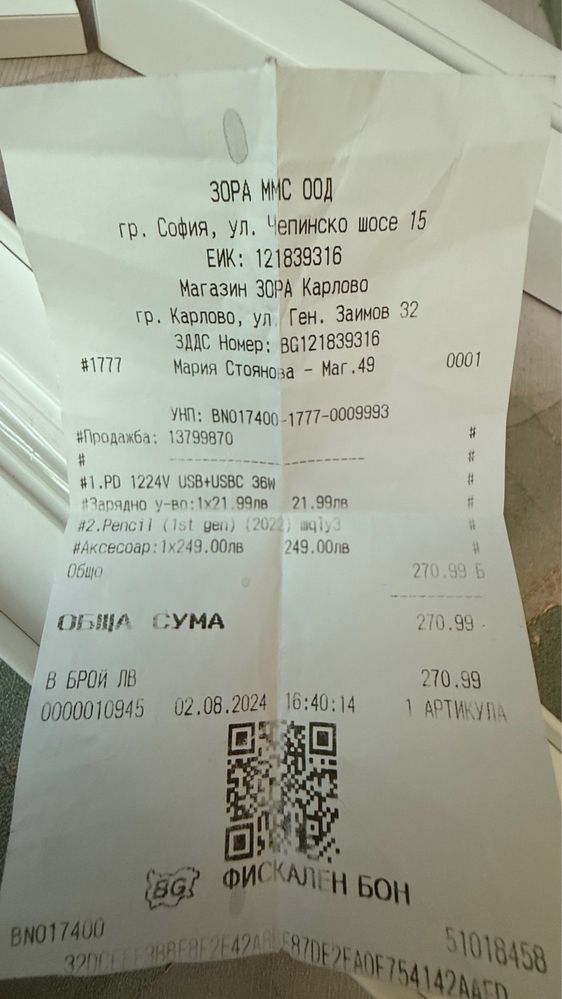 ЗОРА ММС ООД
гр. София, ул. Чепинско шосе 15
ЕИК: 121839316
Магазин ЗОРА Карлово
гр. Карлово, ул. Ген. Заимов 32
ЗДДС Номер: BG121839316
#1777 Мария Стоянова - Маг.49 0001
УНП: BN017400-1777-0009993
#Продажба: 13799870 #
# ------------------------ #
#1.PD 1224V USB+USBC 36W #
#Зарядно у-во:1x21.99лв 21.99лв #
#2.Pencil (1st gen) (2022) mqly3 #
#Аксесоар:1x249.00лв 249.00лв #
Общо 270.99 Б
ОБЩА СУМА 270.99
В БРОЙ ЛВ 270.99
0000010945 02.08.2024 16:40:14 1 АРТИКУЛА
BG ФИСКАЛЕН БОН
BN017400 51018458